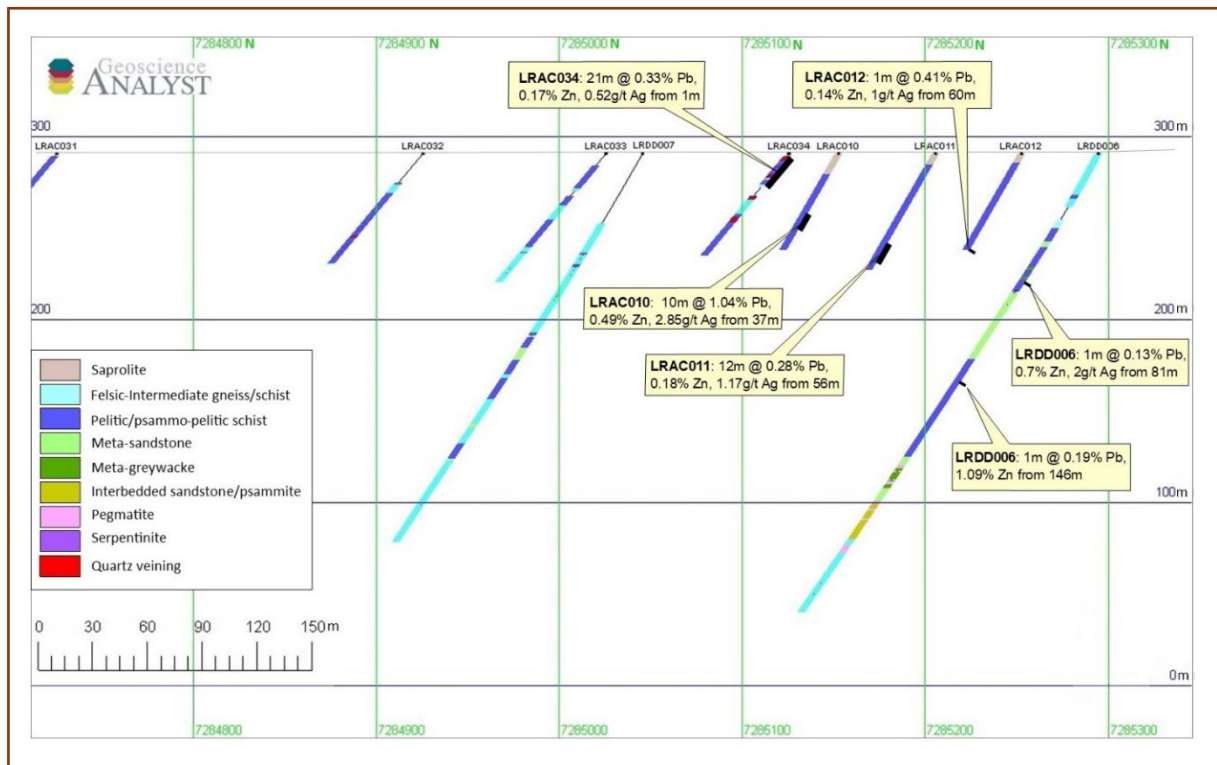 Geoscience
ANALYST
7284800 N
7284900 N
7285000 N
7285100 N
7285200 N
7285300 N
LRAC034: 21m @ 0.33% Pb,
0.17% Zn, 0.52g/t Ag from 1m
LRAC012: 1m @ 0.41% Pb,
0.14% Zn, 1g/t Ag from 60m
300
300 m
LRAC031
LRAC032
LRAC033
LRDD007
LRAC034
LRAC010
LRAC011
LRAC012
LRDD006
LRAC010: 10m @ 1.04% Pb,
0.49% Zn, 2.85g/t Ag from 37m
200
200 m
LRAC011: 12m @ 0.28% Pb,
0.18% Zn, 1.17g/t Ag from 56m
LRDD006: 1m @ 0.13% Pb,
0.7% Zn, 2g/t Ag from 81m
LRDD006: 1m @ 0.19% Pb,
1.09% Zn from 146m
100m
Saprolite
Felsic-Intermediate gneiss/schist
Pelitic/psammo-pelitic schist
Meta-sandstone
Meta-greywacke
Interbedded sandstone/psammite
Pegmatite
Serpentinite
Quartz veining
0 30 60 90 120 150 m
0m
7284800
7284900
7285000
7285100
7285200
7285300